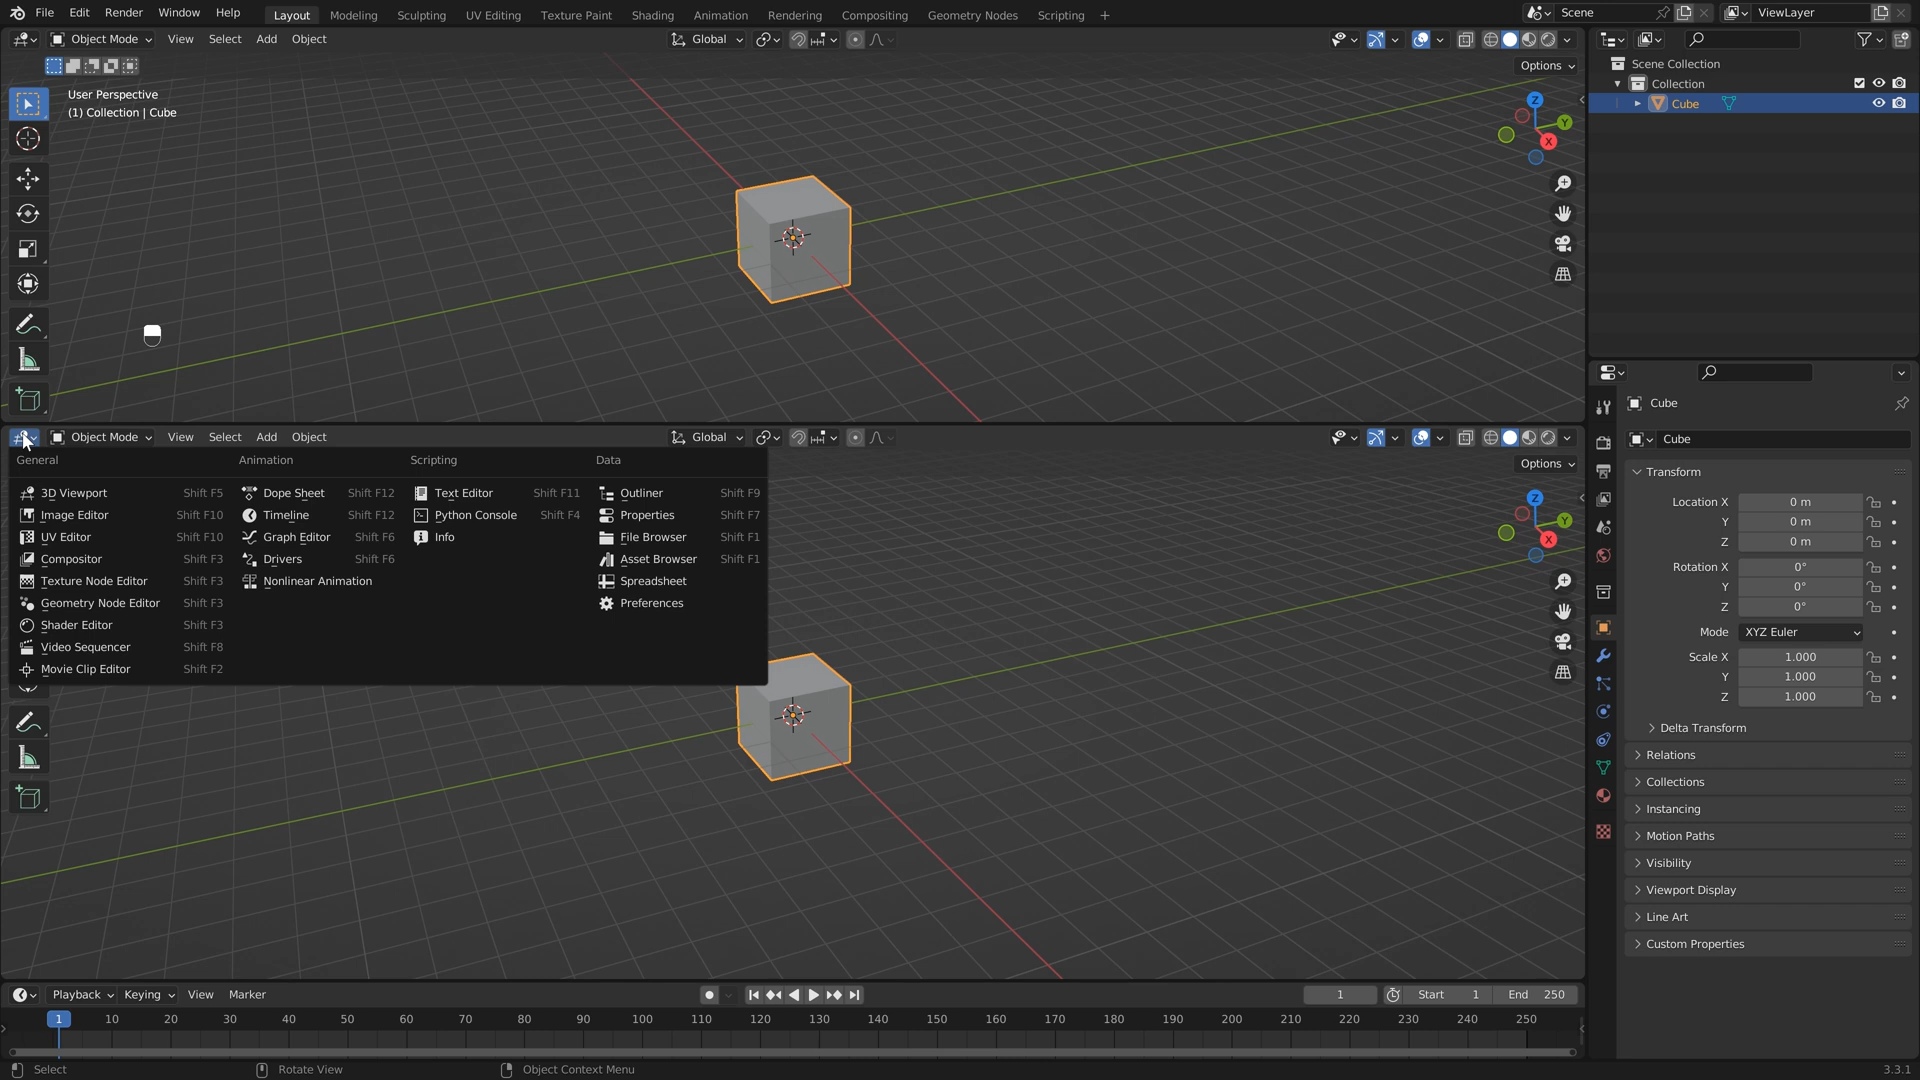 File Edit Render Window Help Layout Modeling Sculpting UV Editing Texture Paint Shading Animation Rendering Compositing Geometry Nodes Scripting + Scene ViewLayer
Object Mode View Select Add Object Global
Options
User Perspective
(1) Collection | Cube
Z
Y
X
Scene Collection
Collection
Cube
Cube
Cube
Transform
Location X 0 m
Y 0 m
Z 0 m
Rotation X 0°
Y 0°
Z 0°
Mode XYZ Euler
Scale X 1.000
Y 1.000
Z 1.000
Delta Transform
Relations
Collections
Instancing
Motion Paths
Visibility
Viewport Display
Line Art
Custom Properties
Object Mode View Select Add Object Global
Options
Z
Y
X
General
3D Viewport Shift F5
Image Editor Shift F10
UV Editor Shift F10
Compositor Shift F3
Texture Node Editor Shift F3
Geometry Node Editor Shift F3
Shader Editor Shift F3
Video Sequencer Shift F8
Movie Clip Editor Shift F2
Animation
Dope Sheet Shift F12
Timeline Shift F12
Graph Editor Shift F6
Drivers Shift F6
Nonlinear Animation
Scripting
Text Editor Shift F11
Python Console Shift F4
Info
Data
Outliner Shift F9
Properties Shift F7
File Browser Shift F1
Asset Browser Shift F1
Spreadsheet
Preferences
Playback Keying View Marker 1 Start 1 End 250
1 10 20 30 40 50 60 70 80 90 100 110 120 130 140 150 160 170 180 190 200 210 220 230 240 250
Select Rotate View Object Context Menu 3.3.1